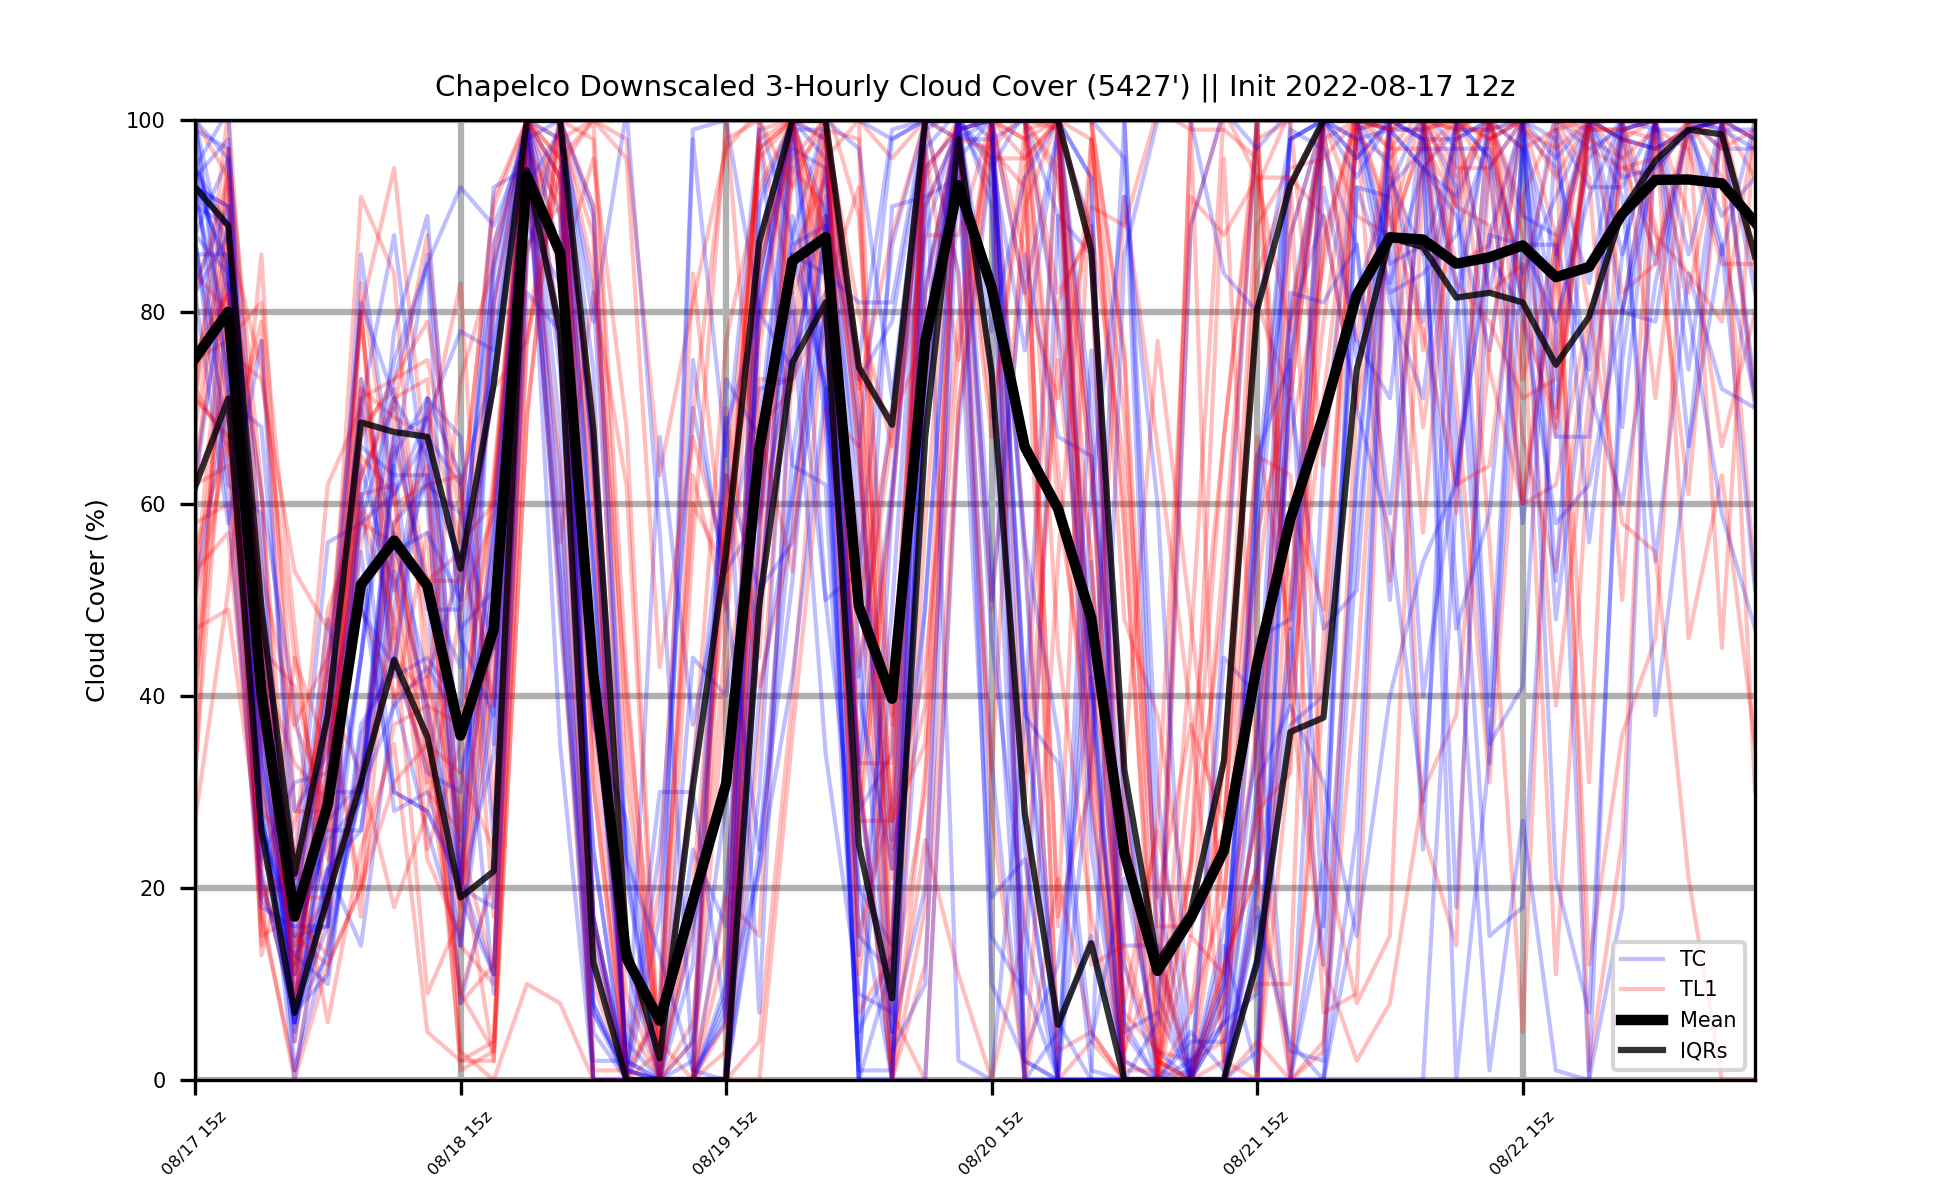 Chapelco Downscaled 3-Hourly Cloud Cover (5427') || Init 2022-08-17 12z
Cloud Cover (%)
100
80
60
40
20
0
08/17 15z
08/18 15z
08/19 15z
08/20 15z
08/21 15z
08/22 15z
TC
TL1
Mean
IQRs